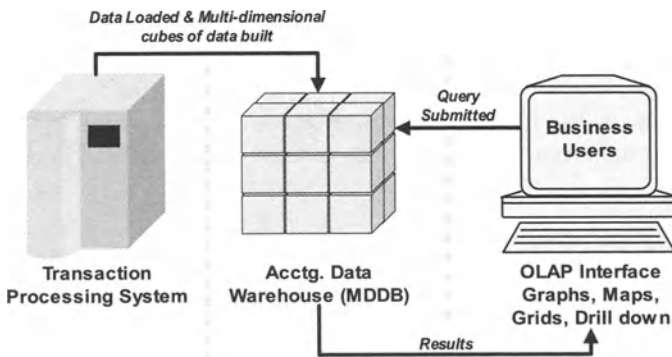 Data Loaded & Multi-dimensional
cubes of data built
Query
Submitted
Business
Users
Transaction
Processing System
Acctg. Data
Warehouse (MDDB)
OLAP Interface
Graphs, Maps,
Grids, Drill down
Results